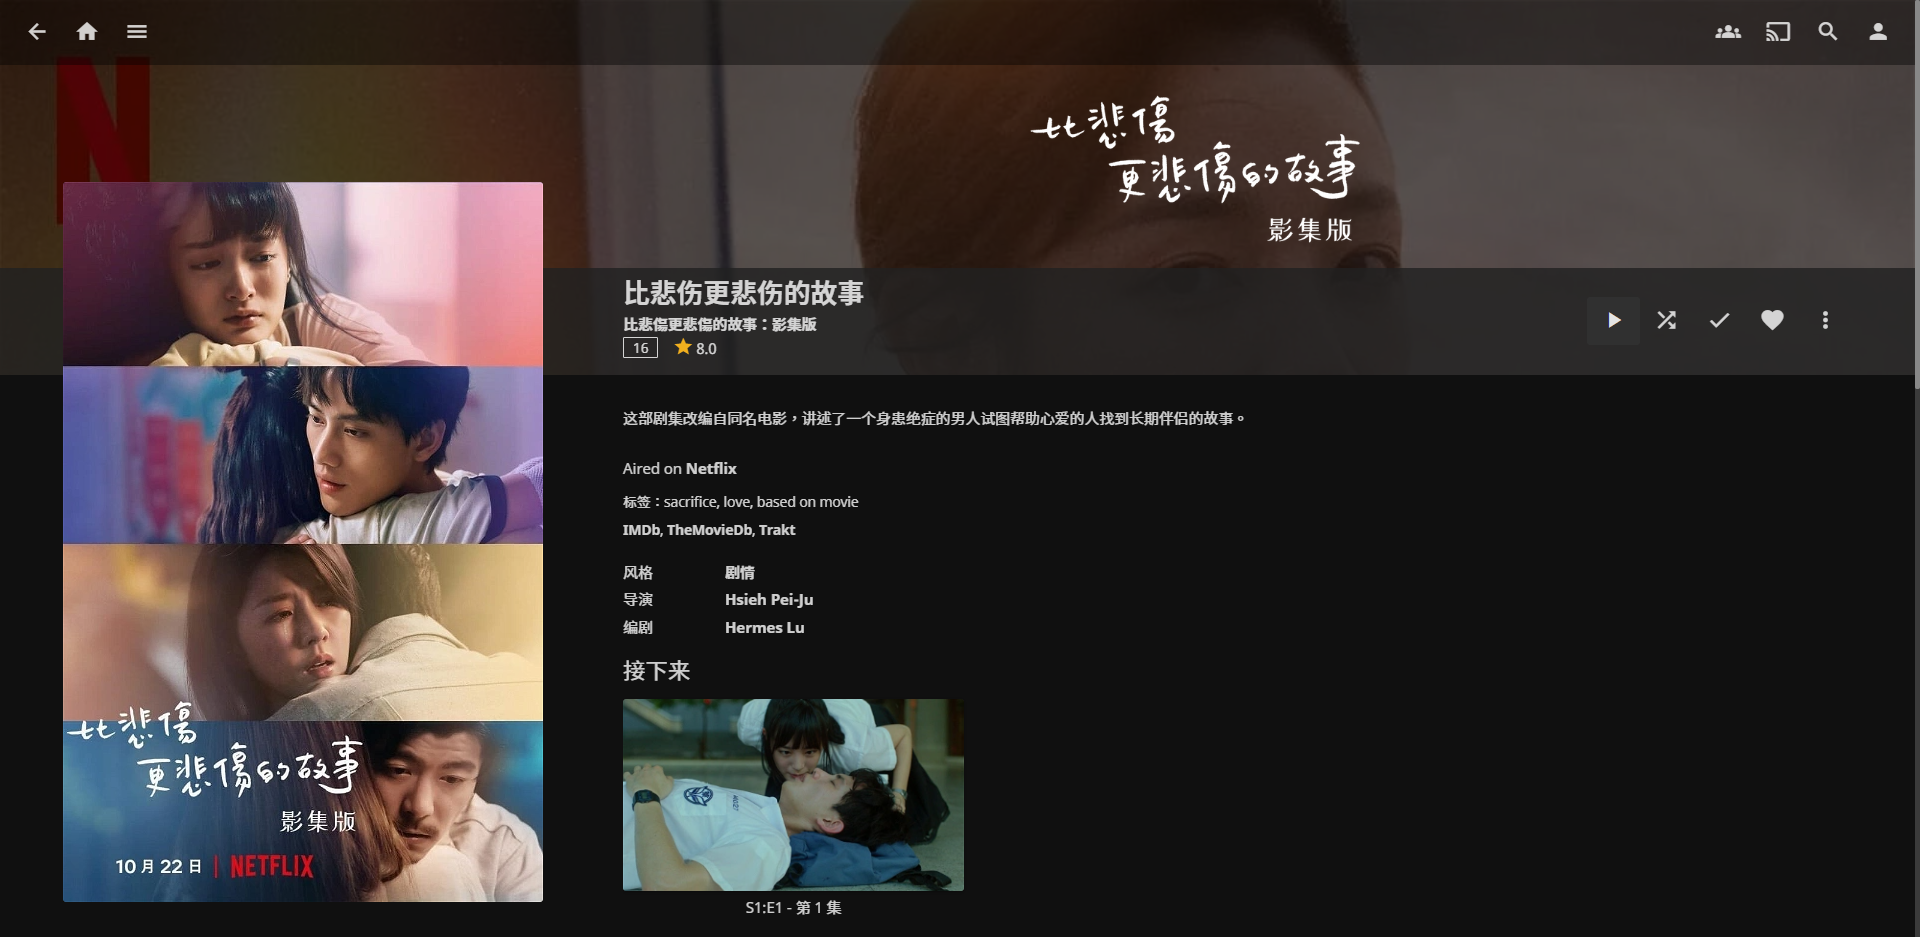 比悲傷
更悲傷的故事
影集版
比悲伤更悲伤的故事
比悲傷更悲傷的故事：影集版
16 8.0
这部剧集改编自同名电影，讲述了一个身患绝症的男人试图帮助心爱的人找到长期伴侣的故事。
Aired on Netflix
标签：sacrifice, love, based on movie
IMDb, TheMovieDb, Trakt
风格 剧情
导演 Hsieh Pei-Ju
编剧 Hermes Lu
接下来
S1:E1 - 第 1 集
比悲傷
更悲傷的故事
影集版
10月22日 | NETFLIX